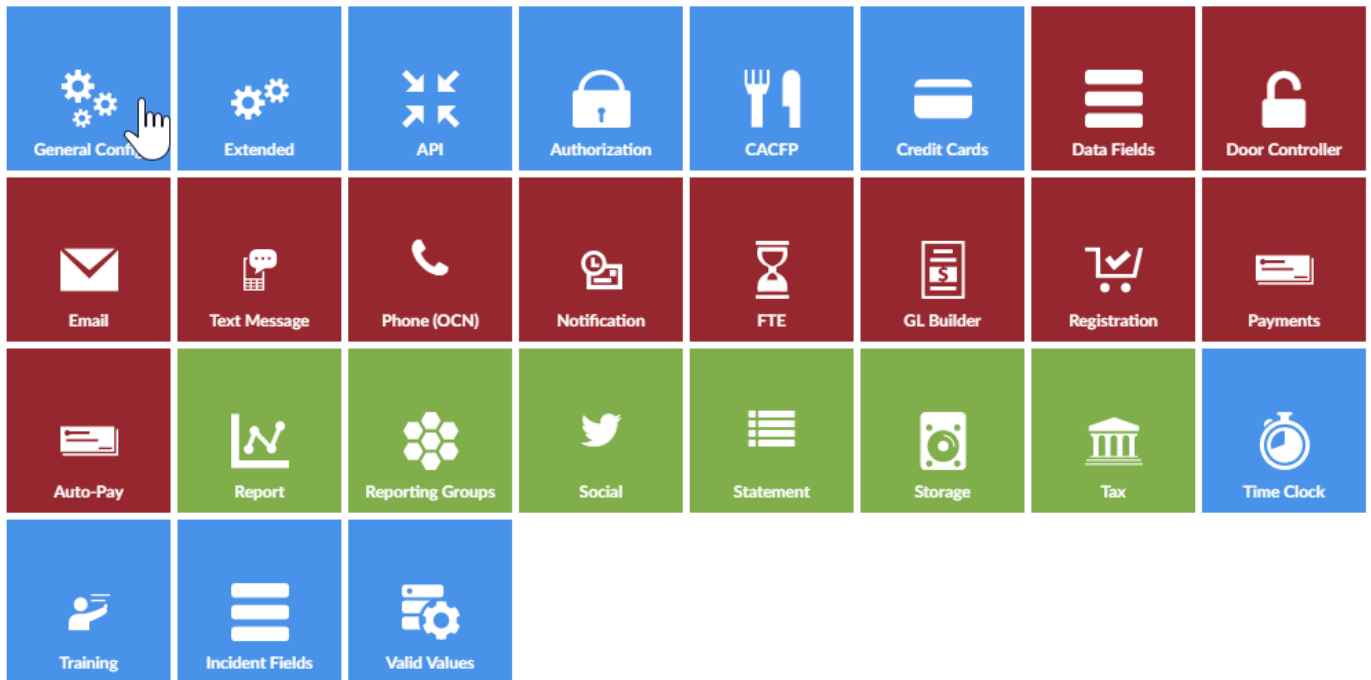 General
Extended
API
Authorization
CACFP
Credit Cards
Data Fields
Door Controller
Email
Text Message
Phone (OCN)
Notification
FTE
$
GL Builder
Registration
Payments
Auto-Pay
Report
Reporting Groups
Social
Statement
Storage
Tax
Time Clock
Training
Incident Fields
Valid Values